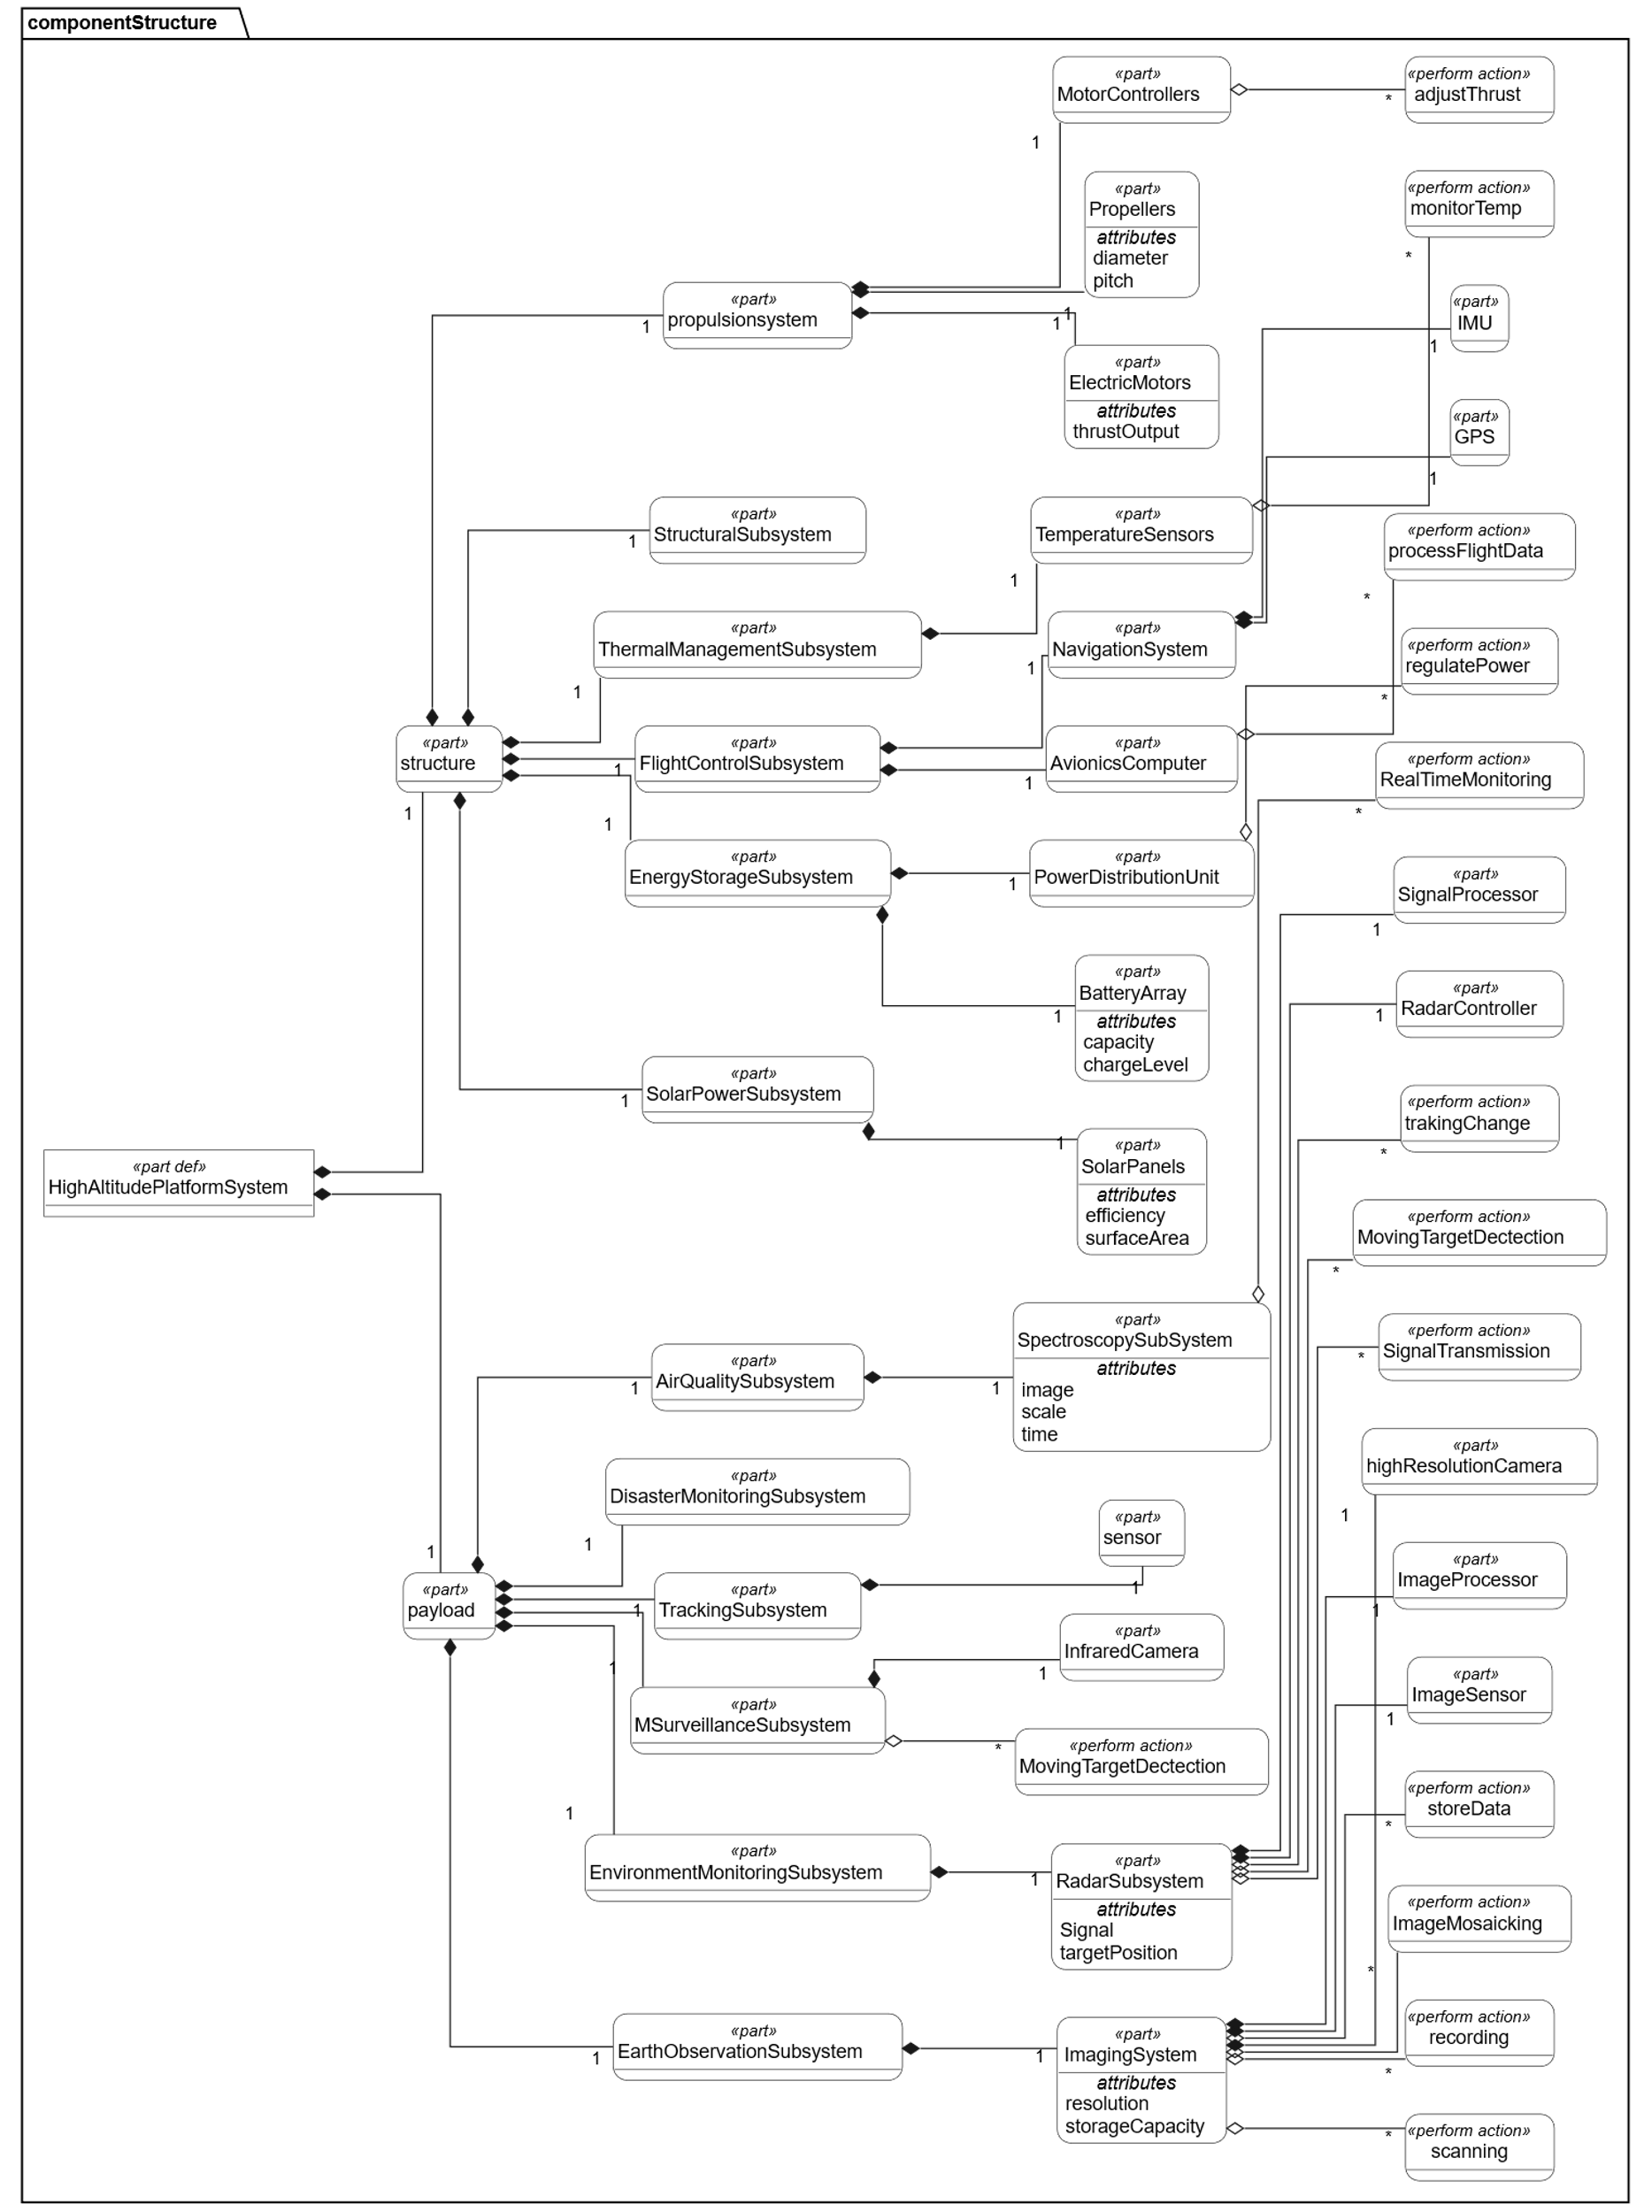 componentStructure
«part»
MotorControllers
1
«perform action»
adjustThrust
*
«part»
Propellers
attributes
diameter
pitch
«perform action»
monitorTemp
*
«part»
propulsionsystem
1
1
1
«part»
IMU
1
«part»
ElectricMotors
attributes
thrustOutput
«part»
GPS
1
«part»
StructuralSubsystem
1
«part»
TemperatureSensors
1
«perform action»
processFlightData
*
«part»
ThermalManagementSubsystem
1
«part»
NavigationSystem
1
«perform action»
regulatePower
*
«part»
structure
1
«part»
FlightControlSubsystem
1
«part»
AvionicsComputer
1
«perform action»
RealTimeMonitoring
*
«part»
EnergyStorageSubsystem
1
«part»
PowerDistributionUnit
1
«part»
SignalProcessor
1
«part»
BatteryArray
attributes
capacity
chargeLevel
1
«part»
RadarController
1
«part»
SolarPowerSubsystem
1
«perform action»
trakingChange
*
«part»
SolarPanels
attributes
efficiency
surfaceArea
1
«part def»
HighAltitudePlatformSystem
«perform action»
MovingTargetDectection
*
«part»
SpectroscopySubSystem
attributes
image
scale
time
1
«perform action»
SignalTransmission
*
«part»
AirQualitySubsystem
1
«part»
highResolutionCamera
1
«part»
DisasterMonitoringSubsystem
1
«part»
sensor
1
«part»
ImageProcessor
1
«part»
payload
1
«part»
TrackingSubsystem
1
«part»
InfraredCamera
1
«part»
ImageSensor
1
«part»
MSurveillanceSubsystem
1
«perform action»
MovingTargetDectection
*
«perform action»
storeData
*
«part»
EnvironmentMonitoringSubsystem
1
«part»
RadarSubsystem
attributes
Signal
targetPosition
1
«perform action»
ImageMosaicking
*
«part»
EarthObservationSubsystem
1
«part»
ImagingSystem
attributes
resolution
storageCapacity
1
«perform action»
recording
*
«perform action»
scanning
*